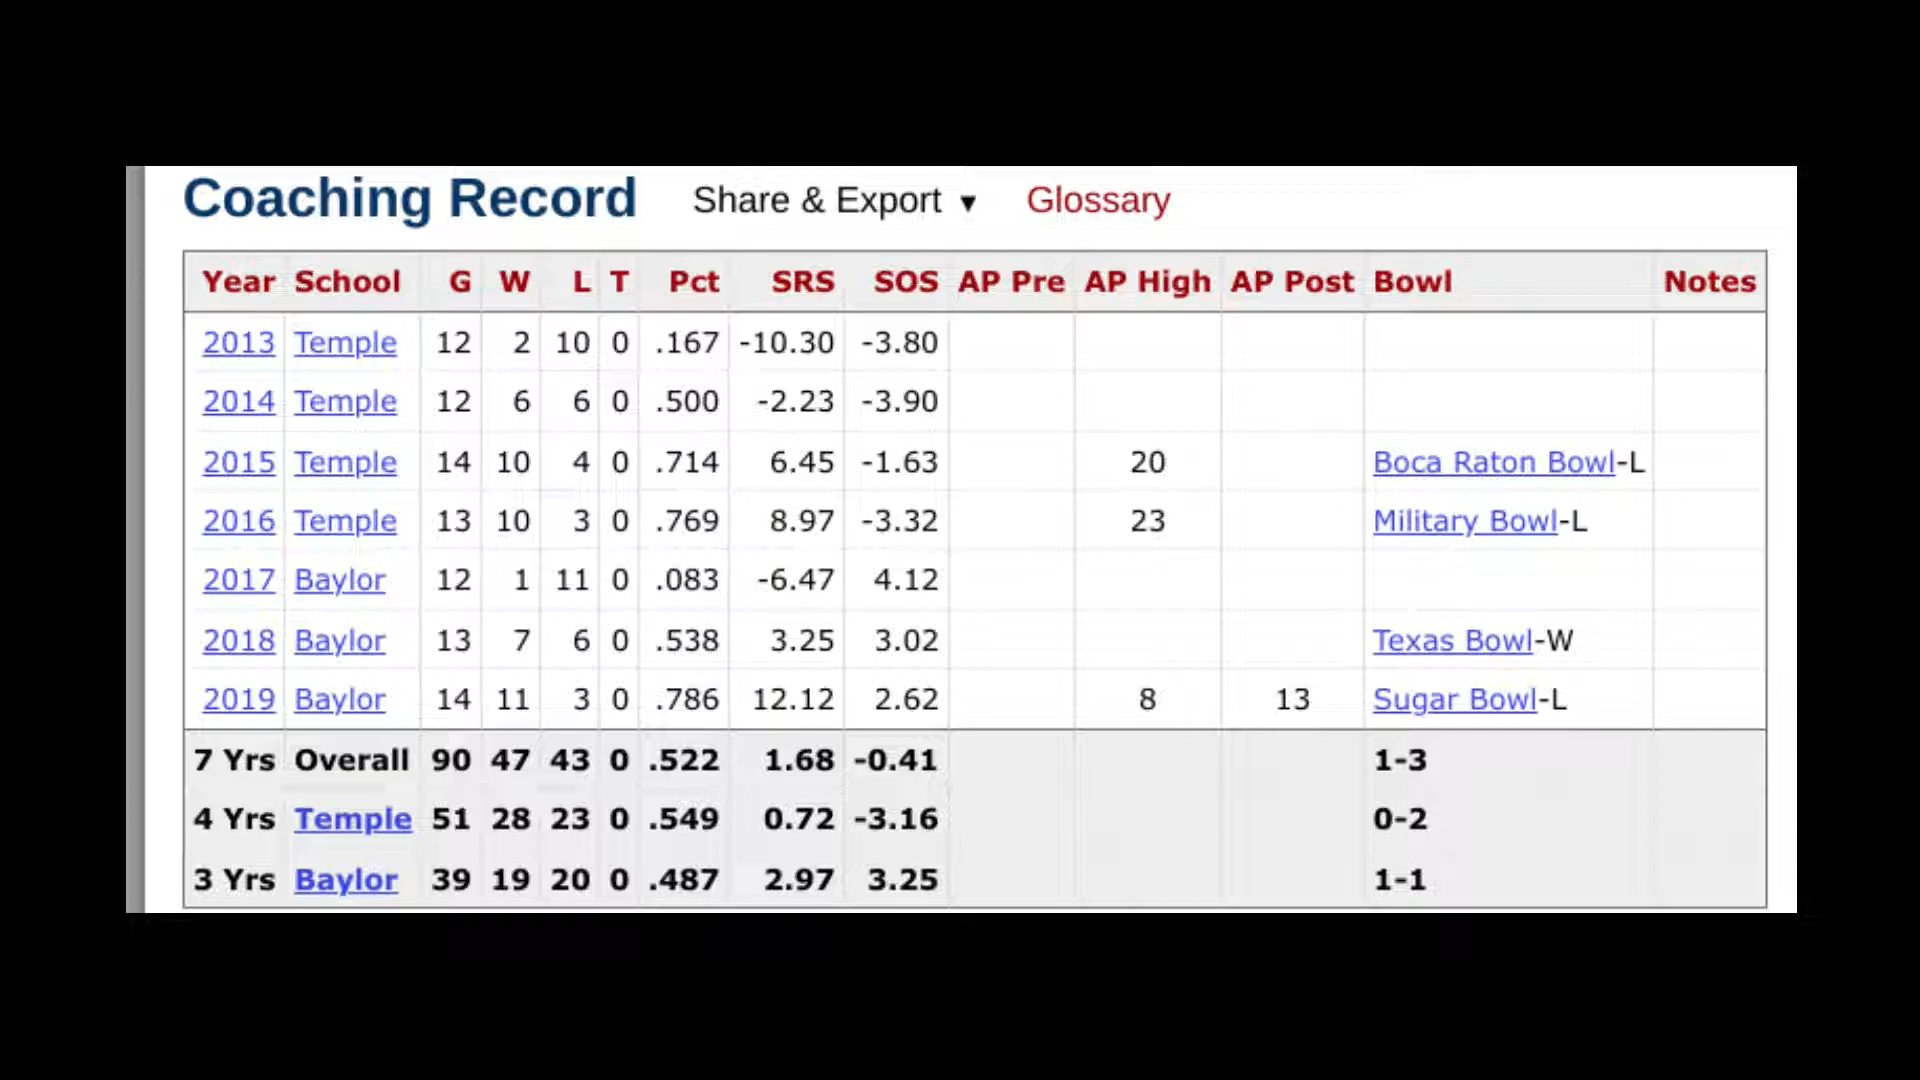 Coaching Record Share & Export ▼ Glossary
Year School G W L T Pct SRS SOS AP Pre AP High AP Post Bowl Notes
2013 Temple 12 2 10 0 .167 -10.30 -3.80
2014 Temple 12 6 6 0 .500 -2.23 -3.90
2015 Temple 14 10 4 0 .714 6.45 -1.63 20 Boca Raton Bowl-L
2016 Temple 13 10 3 0 .769 8.97 -3.32 23 Military Bowl-L
2017 Baylor 12 1 11 0 .083 -6.47 4.12
2018 Baylor 13 7 6 0 .538 3.25 3.02 Texas Bowl-W
2019 Baylor 14 11 3 0 .786 12.12 2.62 8 13 Sugar Bowl-L
7 Yrs Overall 90 47 43 0 .522 1.68 -0.41 1-3
4 Yrs Temple 51 28 23 0 .549 0.72 -3.16 0-2
3 Yrs Baylor 39 19 20 0 .487 2.97 3.25 1-1